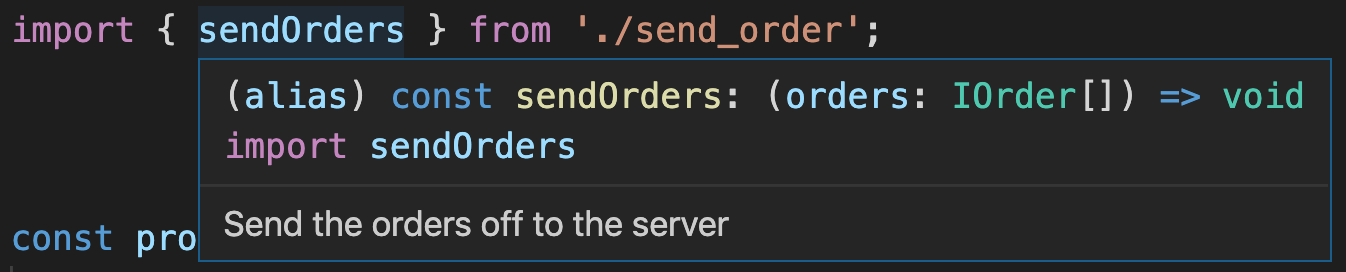 import { sendOrders } from './send_order';
(alias) const sendOrders: (orders: IOrder[]) => void
import sendOrders
Send the orders off to the server
const pro